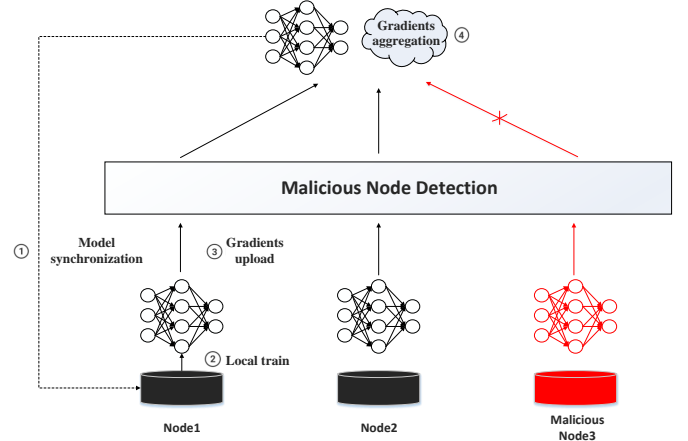 Gradients
aggregation
④
Malicious Node Detection
①
Model
synchronization
③
Gradients
upload
②
Local train
Node1
Node2
Malicious
Node3